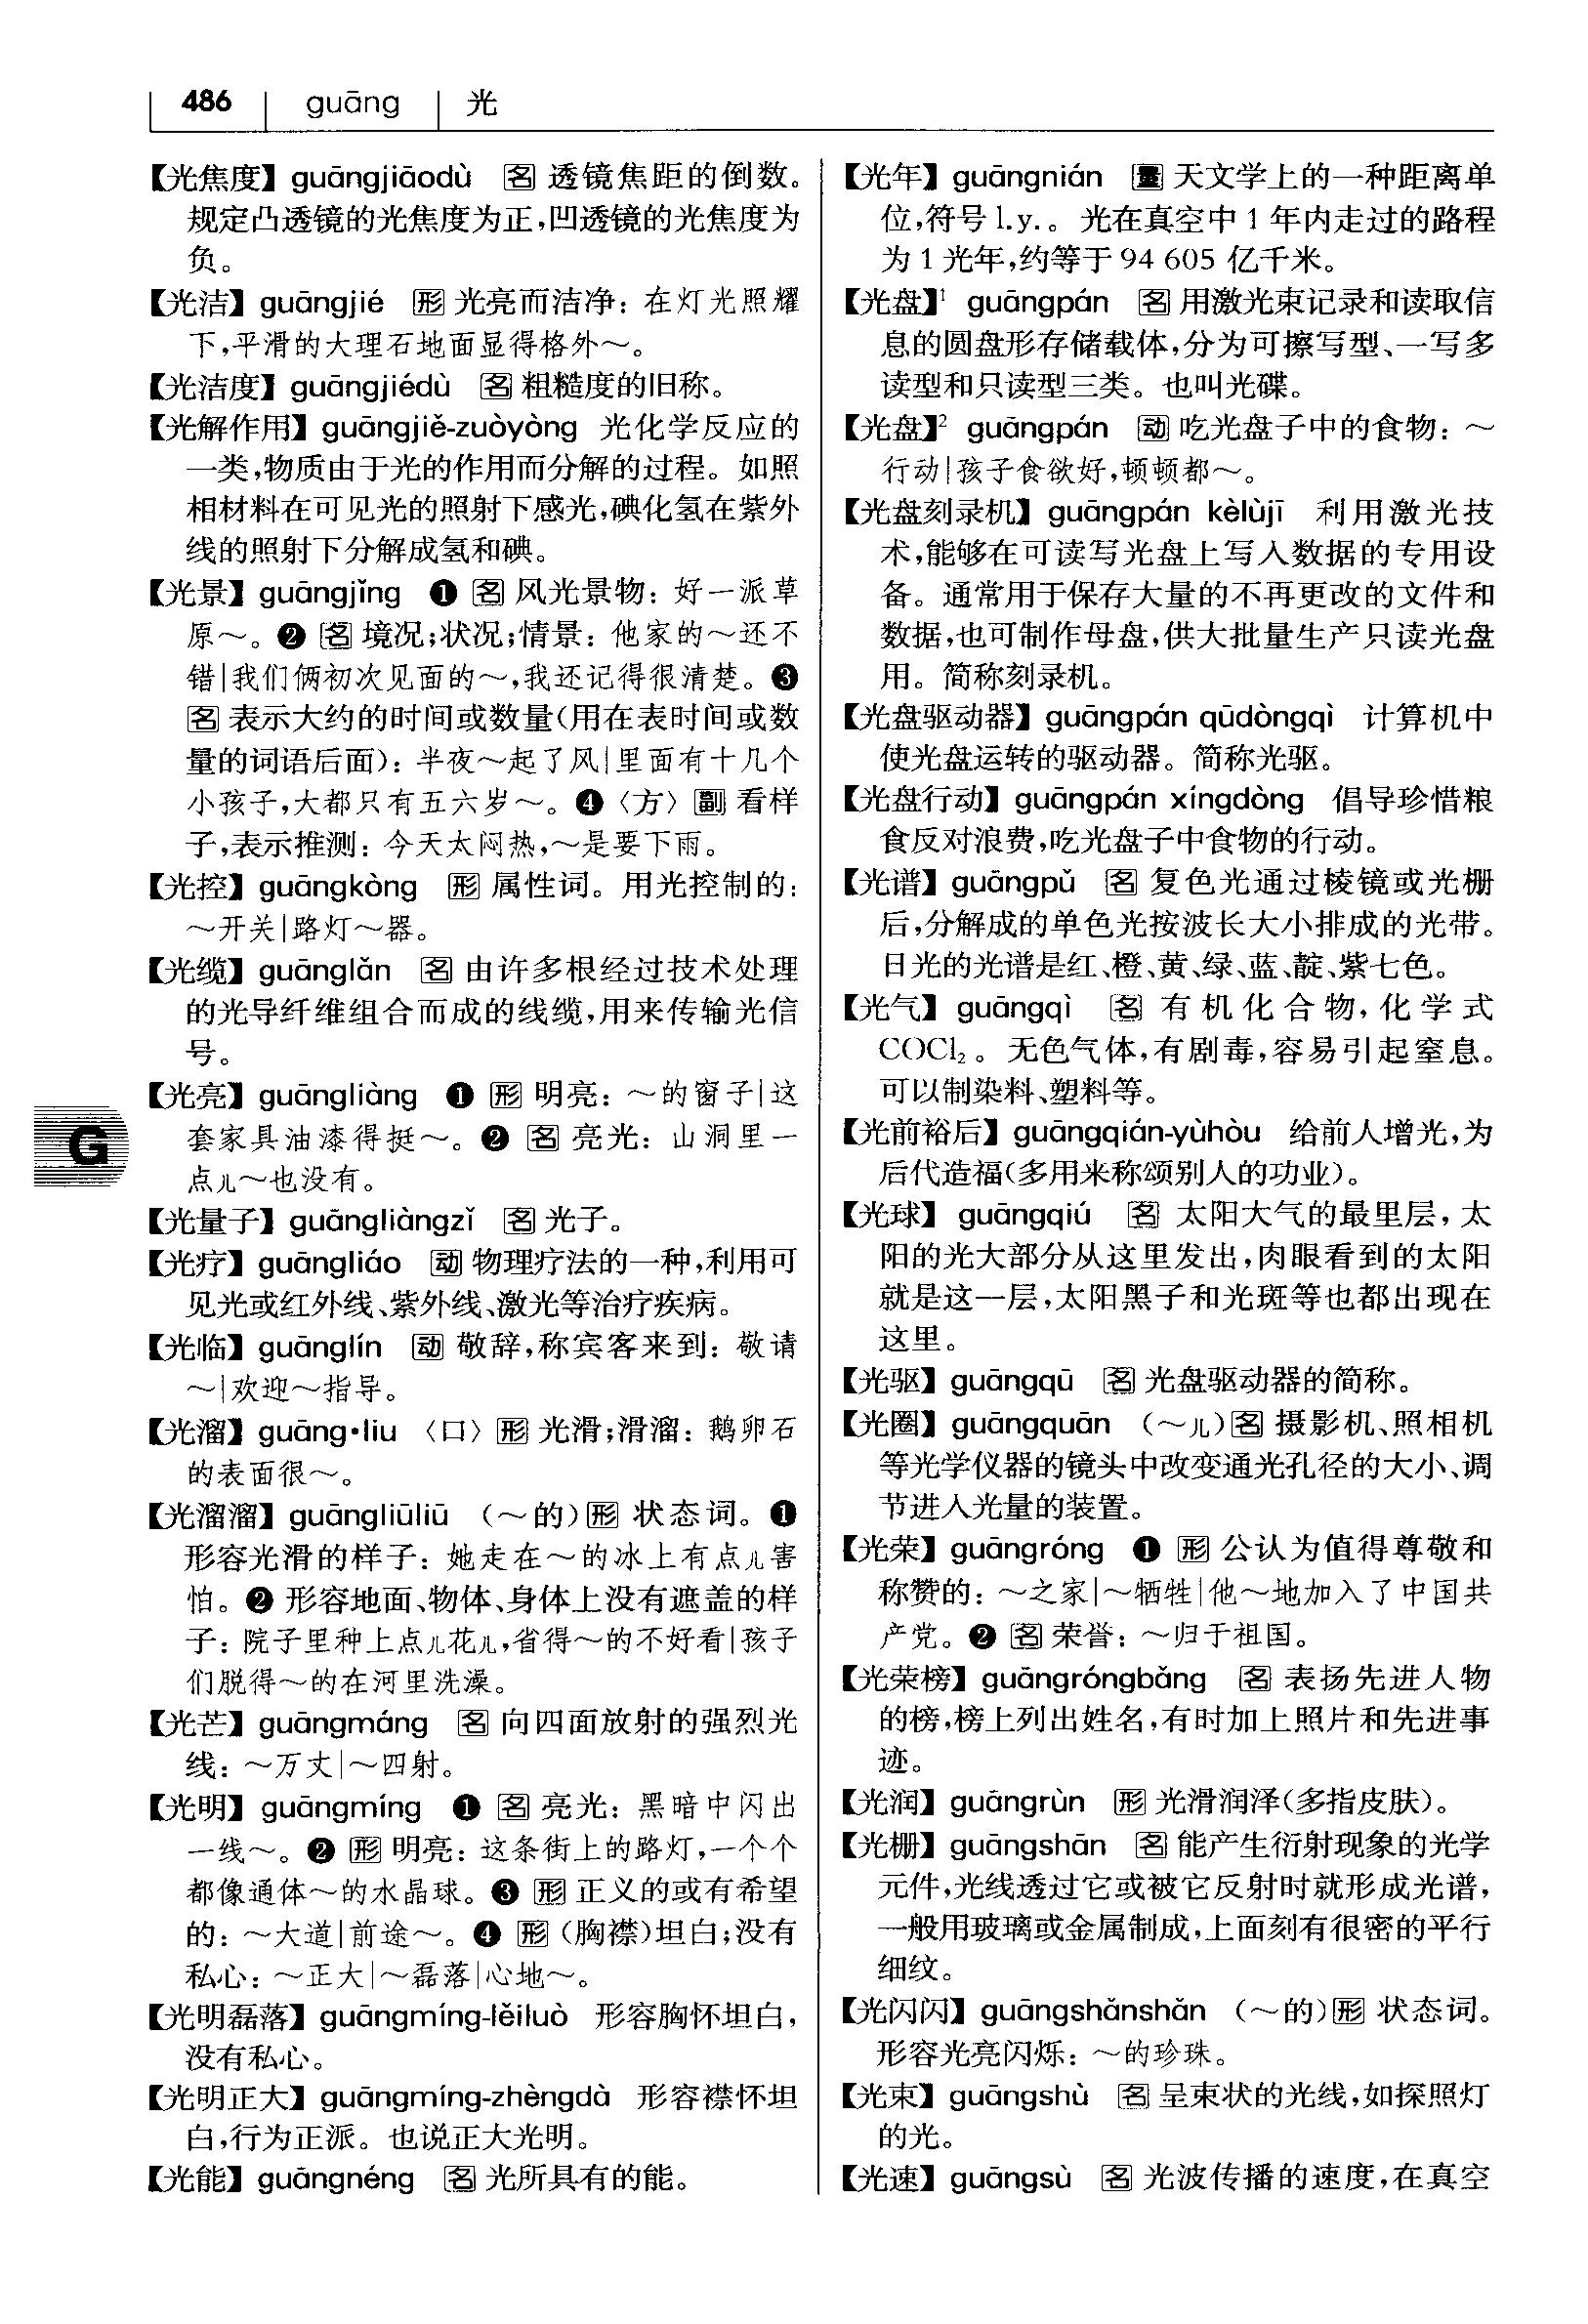 486 guāng 光
【光焦度】guāngjiāodù 名 透镜焦距的倒数。
规定凸透镜的光焦度为正,凹透镜的光焦度为
负。
【光洁】guāngjié 形 光亮而洁净：在灯光照耀
下,平滑的大理石地面显得格外～。
【光洁度】guāngjiédù 名 粗糙度的旧称。
【光解作用】guāngjiě-zuòyòng 光化学反应的
一类,物质由于光的作用而分解的过程。如照
相材料在可见光的照射下感光,碘化氢在紫外
线的照射下分解成氢和碘。
【光景】guāngjǐng ❶ 名 风光景物：好一派草
原～。❷ 名 境况;状况;情景：他家的～还不
错|我们俩初次见面的～,我还记得很清楚。❸
名 表示大约的时间或数量(用在表时间或数
量的词语后面)：半夜～起了风|里面有十几个
小孩子,大都只有五六岁～。❹〈方〉副 看样
子,表示推测：今天太闷热,～是要下雨。
【光控】guāngkòng 形 属性词。用光控制的：
～开关|路灯～器。
【光缆】guānglǎn 名 由许多根经过技术处理
的光导纤维组合而成的线缆,用来传输光信
号。
【光亮】guāngliàng ❶ 形 明亮：～的窗子|这
套家具油漆得挺～。❷ 名 亮光：山洞里一
点儿～也没有。
【光量子】guāngliàngzǐ 名 光子。
【光疗】guāngliáo 动 物理疗法的一种,利用可
见光或红外线、紫外线、激光等治疗疾病。
【光临】guānglín 动 敬辞,称宾客来到：敬请
～|欢迎～指导。
【光溜】guāng•liu 〈口〉形 光滑;滑溜：鹅卵石
的表面很～。
【光溜溜】guāngliūliū (～的)形 状态词。❶
形容光滑的样子：她走在～的冰上有点儿害
怕。❷ 形容地面、物体、身体上没有遮盖的样
子：院子里种上点儿花儿,省得～的不好看|孩子
们脱得～的在河里洗澡。
【光芒】guāngmáng 名 向四面放射的强烈光
线：～万丈|～四射。
【光明】guāngmíng ❶ 名 亮光：黑暗中闪出
一线～。❷ 形 明亮：这条街上的路灯,一个个
都像通体～的水晶球。❸ 形 正义的或有希望
的：～大道|前途～。❹ 形 (胸襟)坦白;没有
私心：～正大|～磊落|心地～。
【光明磊落】guāngmíng-lěiluò 形容胸怀坦白,
没有私心。
【光明正大】guāngmíng-zhèngdà 形容襟怀坦
白,行为正派。也说正大光明。
【光能】guāngnéng 名 光所具有的能。
G
【光年】guāngnián 量 天文学上的一种距离单
位,符号l.y.。光在真空中1年内走过的路程
为1光年,约等于94 605亿千米。
【光盘】¹ guāngpán 名 用激光束记录和读取信
息的圆盘形存储载体,分为可擦写型、一写多
读型和只读型三类。也叫光碟。
【光盘】² guāngpán 动 吃光盘子中的食物：～
行动|孩子食欲好,顿顿都～。
【光盘刻录机】guāngpán kèlùjī 利用激光技
术,能够在可读写光盘上写入数据的专用设
备。通常用于保存大量的不再更改的文件和
数据,也可制作母盘,供大批量生产只读光盘
用。简称刻录机。
【光盘驱动器】guāngpán qūdòngqì 计算机中
使光盘运转的驱动器。简称光驱。
【光盘行动】guāngpán xíngdòng 倡导珍惜粮
食反对浪费,吃光盘子中食物的行动。
【光谱】guāngpǔ 名 复色光通过棱镜或光栅
后,分解成的单色光按波长大小排成的光带。
日光的光谱是红、橙、黄、绿、蓝、靛、紫七色。
【光气】guāngqì 名 有机化合物,化学式
COCl₂。无色气体,有剧毒,容易引起窒息。
可以制染料、塑料等。
【光前裕后】guāngqián-yùhòu 给前人增光,为
后代造福(多用来称颂别人的功业)。
【光球】guāngqiú 名 太阳大气的最里层,太
阳的光大部分从这里发出,肉眼看到的太阳
就是这一层,太阳黑子和光斑等也都出现在
这里。
【光驱】guāngqū 名 光盘驱动器的简称。
【光圈】guāngquān (～儿)名 摄影机、照相机
等光学仪器的镜头中改变通光孔径的大小、调
节进入光量的装置。
【光荣】guāngróng ❶ 形 公认为值得尊敬和
称赞的：～之家|～牺牲|他～地加入了中国共
产党。❷ 名 荣誉：～归于祖国。
【光荣榜】guāngróngbǎng 名 表扬先进人物
的榜,榜上列出姓名,有时加上照片和先进事
迹。
【光润】guāngrùn 形 光滑润泽(多指皮肤)。
【光栅】guāngshān 名 能产生衍射现象的光学
元件,光线透过它或被它反射时就形成光谱,
一般用玻璃或金属制成,上面刻有很密的平行
细纹。
【光闪闪】guāngshǎnshǎn (～的)形 状态词。
形容光亮闪烁：～的珍珠。
【光束】guāngshù 名 呈束状的光线,如探照灯
的光。
【光速】guāngsù 名 光波传播的速度,在真空